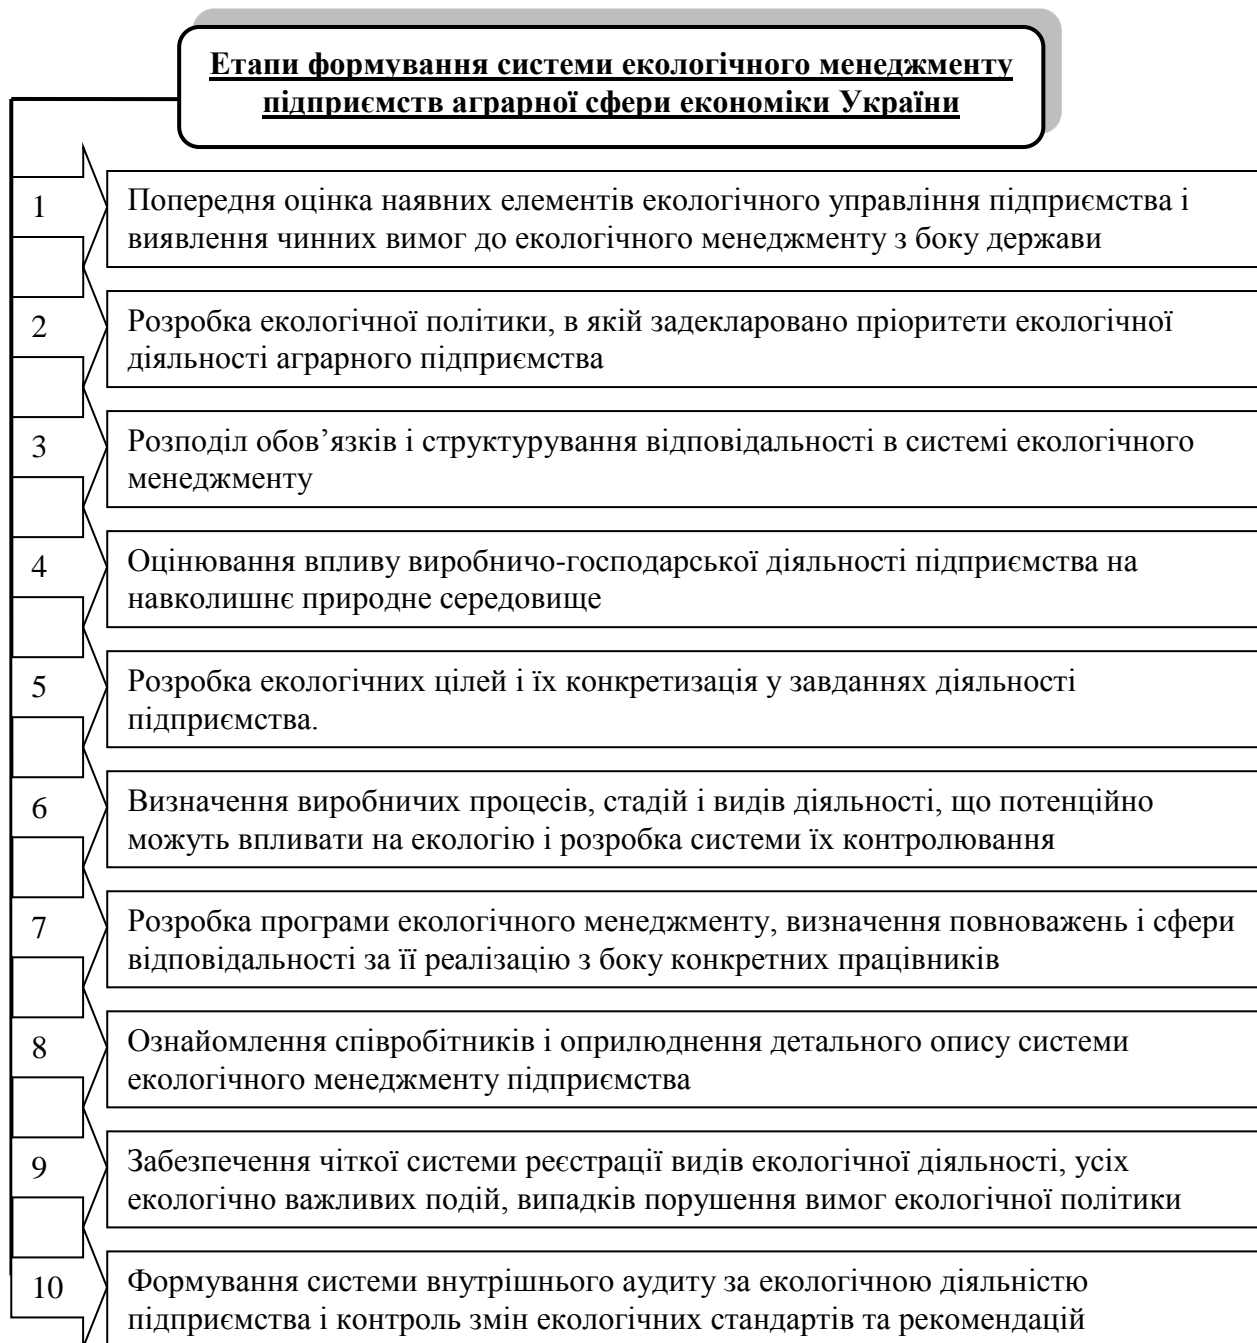 Етапи формування системи екологічного менеджменту
підприємств аграрної сфери економіки України
1
Попередня оцінка наявних елементів екологічного управління підприємства і
виявлення чинних вимог до екологічного менеджменту з боку держави
2
Розробка екологічної політики, в якій задекларовано пріоритети екологічної
діяльності аграрного підприємства
3
Розподіл обов’язків і структурування відповідальності в системі екологічного
менеджменту
4
Оцінювання впливу виробничо-господарської діяльності підприємства на
навколишнє природне середовище
5
Розробка екологічних цілей і їх конкретизація у завданнях діяльності
підприємства.
6
Визначення виробничих процесів, стадій і видів діяльності, що потенційно
можуть впливати на екологію і розробка системи їх контролювання
7
Розробка програми екологічного менеджменту, визначення повноважень і сфери
відповідальності за її реалізацію з боку конкретних працівників
8
Ознайомлення співробітників і оприлюднення детального опису системи
екологічного менеджменту підприємства
9
Забезпечення чіткої системи реєстрації видів екологічної діяльності, усіх
екологічно важливих подій, випадків порушення вимог екологічної політики
10
Формування системи внутрішнього аудиту за екологічною діяльністю
підприємства і контроль змін екологічних стандартів та рекомендацій